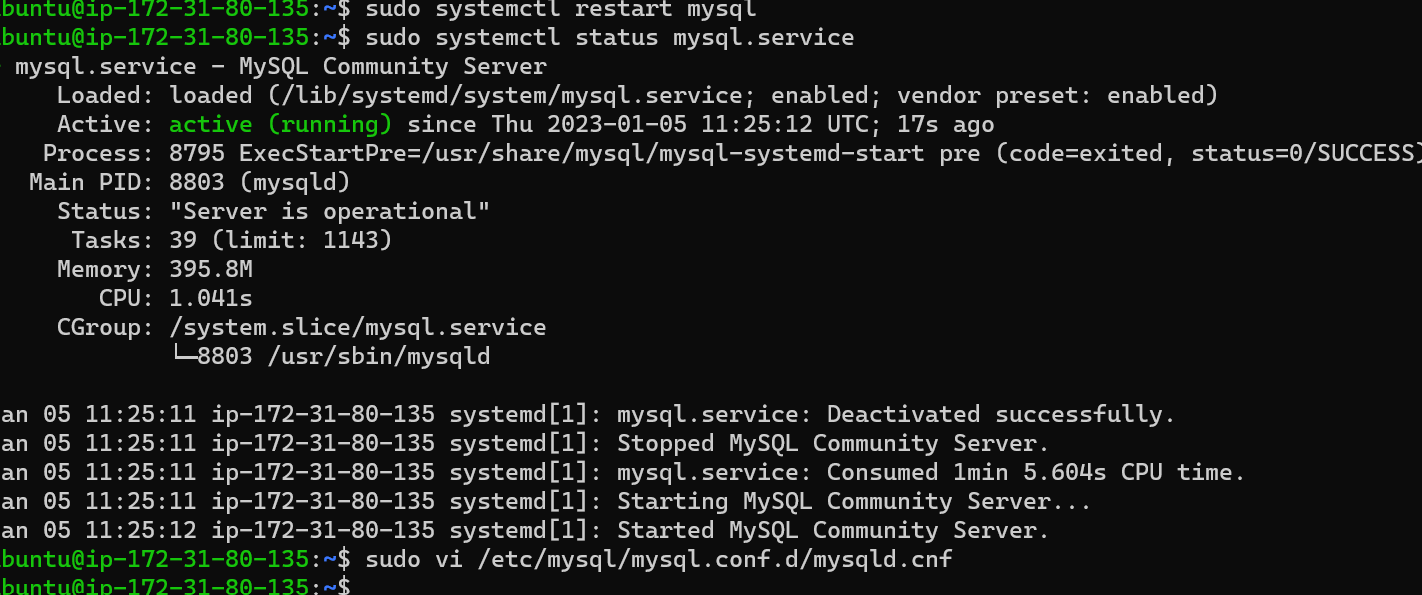 buntu@ip-172-31-80-135:~$ sudo systemctl restart mysql
buntu@ip-172-31-80-135:~$ sudo systemctl status mysql.service
mysql.service - MySQL Community Server
Loaded: loaded (/lib/systemd/system/mysql.service; enabled; vendor preset: enabled)
Active: active (running) since Thu 2023-01-05 11:25:12 UTC; 17s ago
Process: 8795 ExecStartPre=/usr/share/mysql/mysql-systemd-start pre (code=exited, status=0/SUCCESS)
Main PID: 8803 (mysqld)
Status: "Server is operational"
Tasks: 39 (limit: 1143)
Memory: 395.8M
CPU: 1.041s
CGroup: /system.slice/mysql.service
└─8803 /usr/sbin/mysqld
an 05 11:25:11 ip-172-31-80-135 systemd[1]: mysql.service: Deactivated successfully.
an 05 11:25:11 ip-172-31-80-135 systemd[1]: Stopped MySQL Community Server.
an 05 11:25:11 ip-172-31-80-135 systemd[1]: mysql.service: Consumed 1min 5.604s CPU time.
an 05 11:25:11 ip-172-31-80-135 systemd[1]: Starting MySQL Community Server...
an 05 11:25:12 ip-172-31-80-135 systemd[1]: Started MySQL Community Server.
buntu@ip-172-31-80-135:~$ sudo vi /etc/mysql/mysql.conf.d/mysqld.cnf
buntu@ip-172-31-80-135:~$